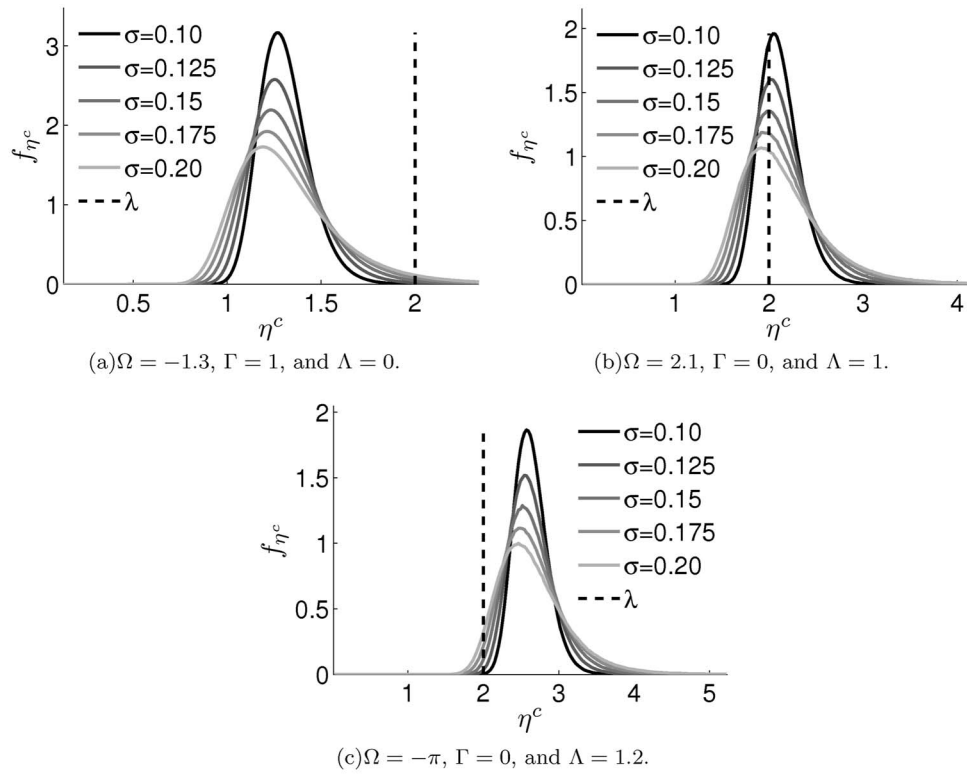 σ=0.10
σ=0.125
σ=0.15
σ=0.175
σ=0.20
λ
3
2
1
0
f_{η^c}
0.5 1 1.5 2
η^c
(a)Ω = −1.3, Γ = 1, and Λ = 0.
σ=0.10
σ=0.125
σ=0.15
σ=0.175
σ=0.20
λ
2
1.5
1
0.5
0
f_{η^c}
1 2 3 4
η^c
(b)Ω = 2.1, Γ = 0, and Λ = 1.
σ=0.10
σ=0.125
σ=0.15
σ=0.175
σ=0.20
λ
2
1.5
1
0.5
0
f_{η^c}
1 2 3 4 5
η^c
(c)Ω = −π, Γ = 0, and Λ = 1.2.